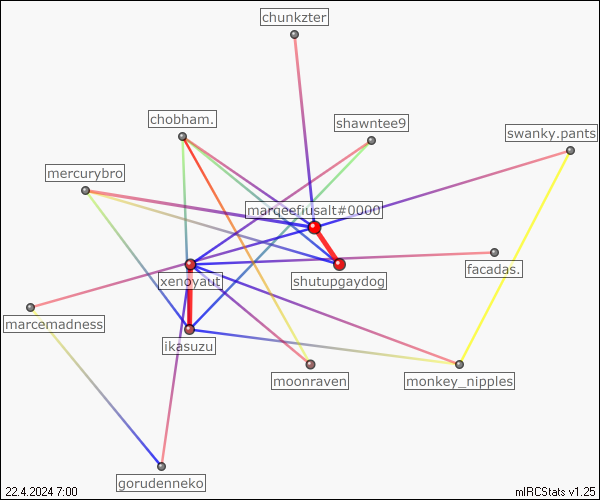 chunkzter
chobham.
shawntee9
swanky.pants
mercurybro
marqeefiusalt#0000
xenoyaut
shutupgaydog
facadas.
marcemadness
ikasuzu
moonraven
monkey_nipples
gorudenneko
22.4.2024 7:00
mIRCStats v1.25